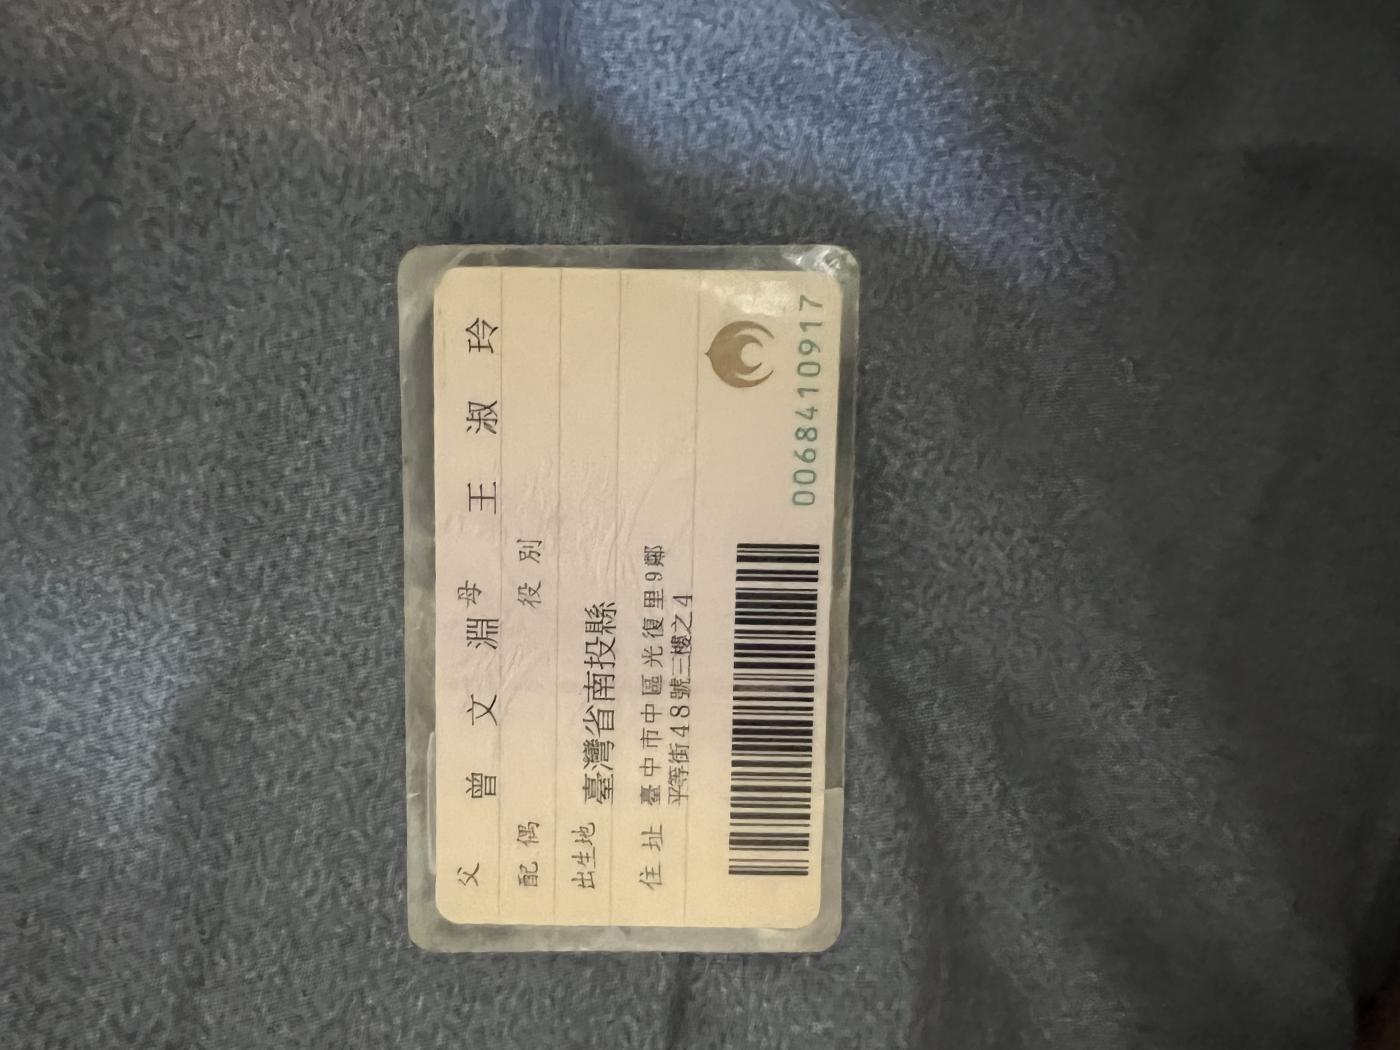 父 曾文淵 母 王淑玲
配偶 役別
出生地 臺灣省南投縣
住址 臺中市中區光復里9鄰
平等街48號三樓之4
0068410917